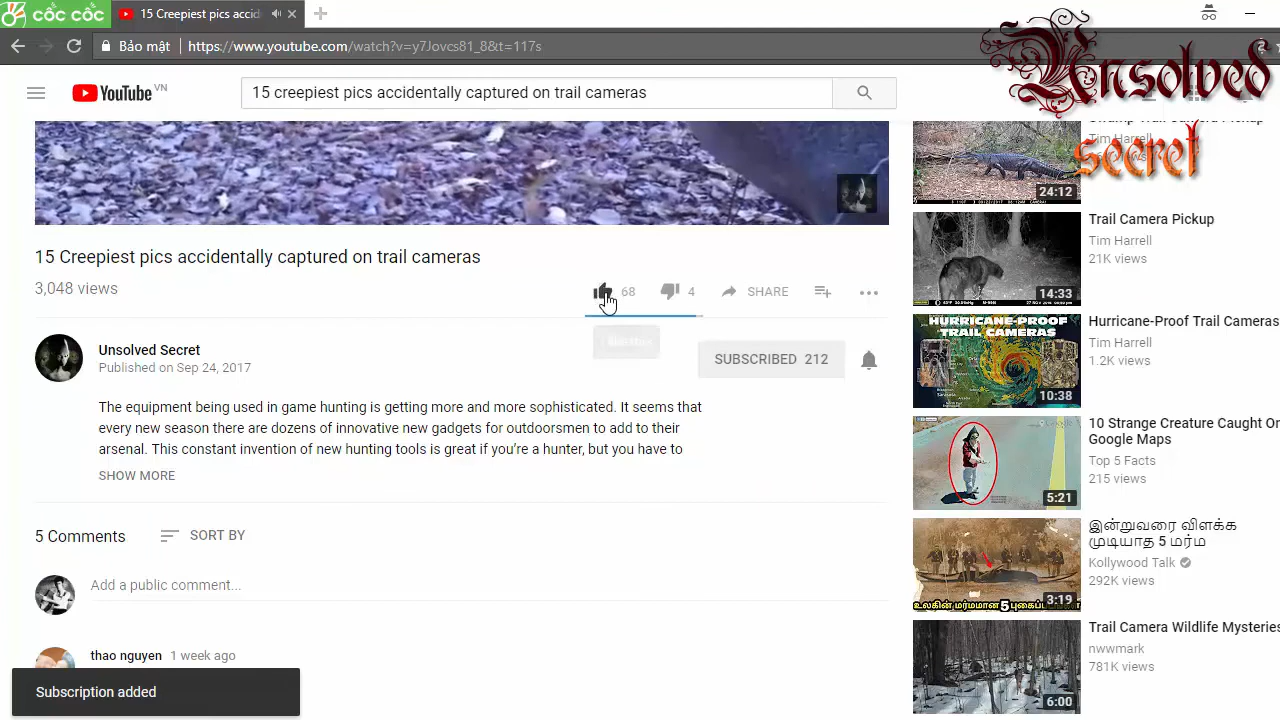 cốc cốc
15 Creepiest pics accid
Bảo mật
https://www.youtube.com/watch?v=y7Jovcs81_8&t=117s
Unsolved
secret
YouTube VN
15 creepiest pics accidentally captured on trail cameras
Tim Harrell
24:12
15 Creepiest pics accidentally captured on trail cameras
3,048 views
68
4
SHARE
Unsolved Secret
Published on Sep 24, 2017
SUBSCRIBED 212
The equipment being used in game hunting is getting more and more sophisticated. It seems that
every new season there are dozens of innovative new gadgets for outdoorsmen to add to their
arsenal. This constant invention of new hunting tools is great if you're a hunter, but you have to
SHOW MORE
5 Comments
SORT BY
Add a public comment...
thao nguyen 1 week ago
Subscription added
Trail Camera Pickup
Tim Harrell
21K views
14:33
HURRICANE-PROOF
TRAIL CAMERAS
Hurricane-Proof Trail Cameras
Tim Harrell
1.2K views
10:38
10 Strange Creature Caught On
Google Maps
Top 5 Facts
215 views
5:21
இன்றுவரை விளக்க
முடியாத 5 மர்ம
Kollywood Talk
292K views
3:19
உலகின் மர்மமான 5
Trail Camera Wildlife Mysteries
nwwmark
781K views
6:00